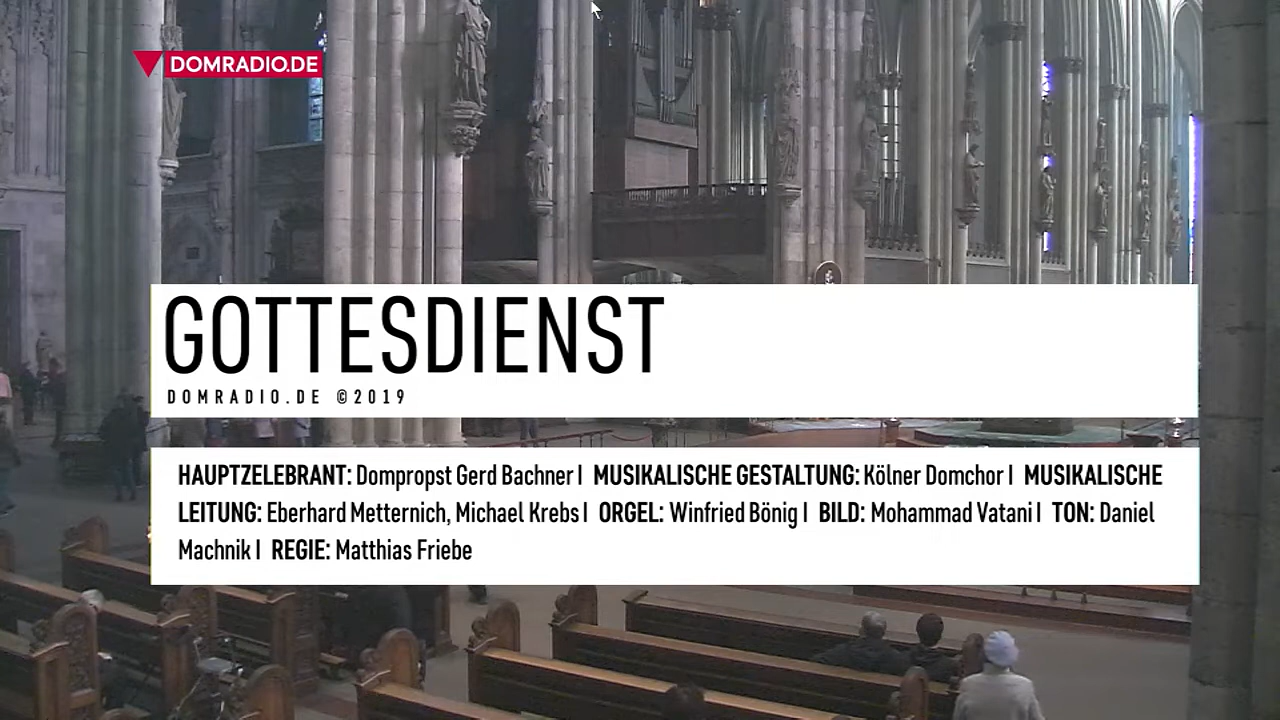 DOMRADIO.DE
GOTTESDIENST
DOMRADIO.DE ©2019
HAUPTZELEBRANT: Dompropst Gerd Bachner I MUSIKALISCHE GESTALTUNG: Kölner Domchor I MUSIKALISCHE
LEITUNG: Eberhard Metternich, Michael Krebs I ORGEL: Winfried Bönig I BILD: Mohammad Vatani I TON: Daniel
Machnik I REGIE: Matthias Friebe